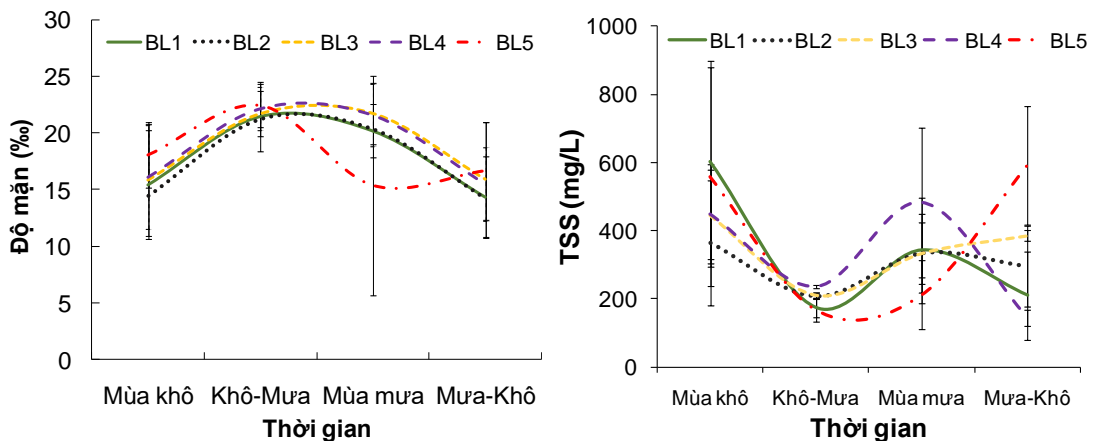 30
25
20
15
10
5
0
Độ mặn (‰)
BL1 BL2 BL3 BL4 BL5
Mùa khô Khô-Mưa Mùa mưa Mưa-Khô
Thời gian
1000
800
600
400
200
0
TSS (mg/L)
BL1 BL2 BL3 BL4 BL5
Mùa khô Khô-Mưa Mùa mưa Mưa-Khô
Thời gian